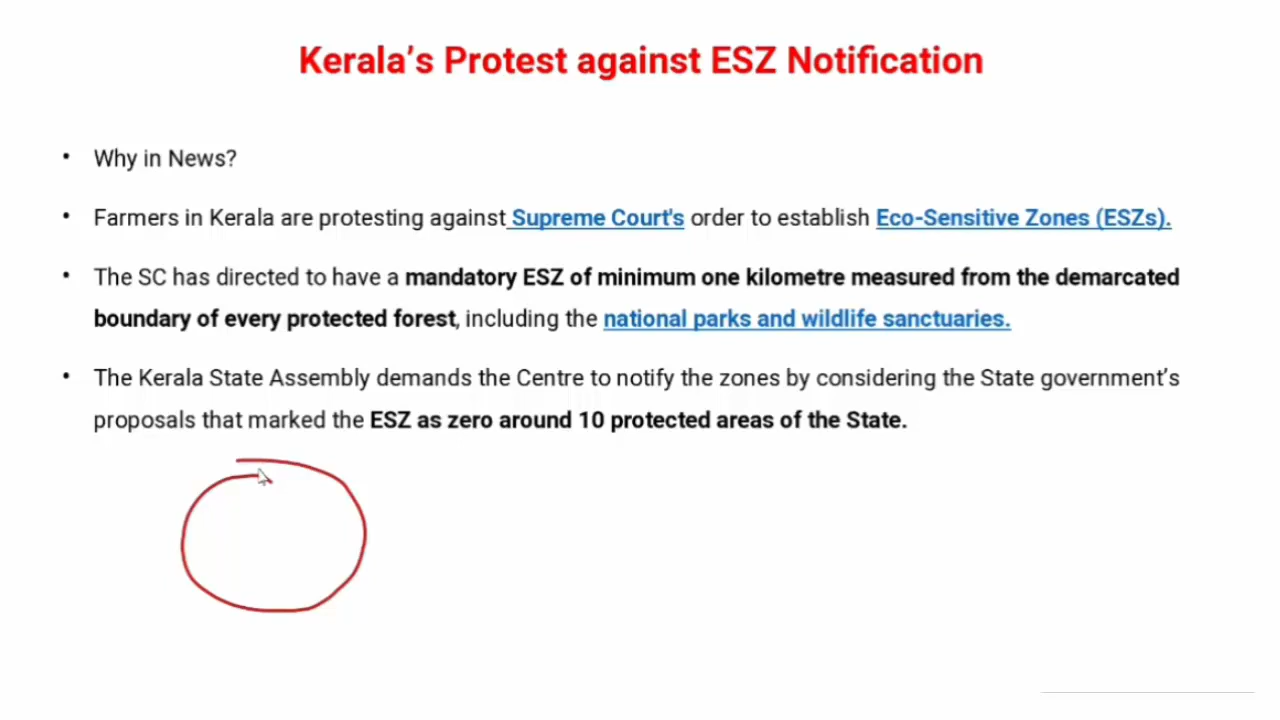 Kerala’s Protest against ESZ Notification
• Why in News?
• Farmers in Kerala are protesting against Supreme Court's order to establish Eco-Sensitive Zones (ESZs).
• The SC has directed to have a mandatory ESZ of minimum one kilometre measured from the demarcated
boundary of every protected forest, including the national parks and wildlife sanctuaries.
• The Kerala State Assembly demands the Centre to notify the zones by considering the State government’s
proposals that marked the ESZ as zero around 10 protected areas of the State.